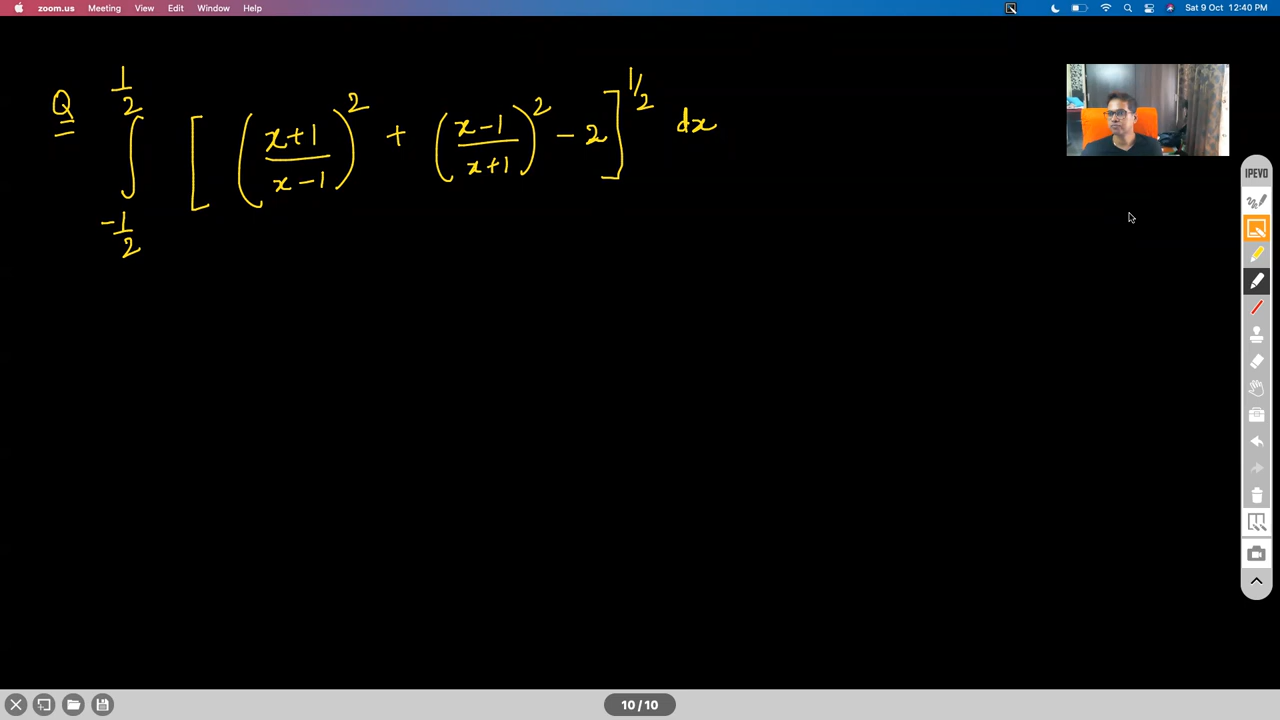 zoom.us Meeting View Edit Window Help Sat 9 Oct 12:40 PM
Q ∫_{-1/2}^{1/2} [ ( (x+1)/(x-1) )^2 + ( (x-1)/(x+1) )^2 - 2 ]^{1/2} dx
IPEVO
10 / 10